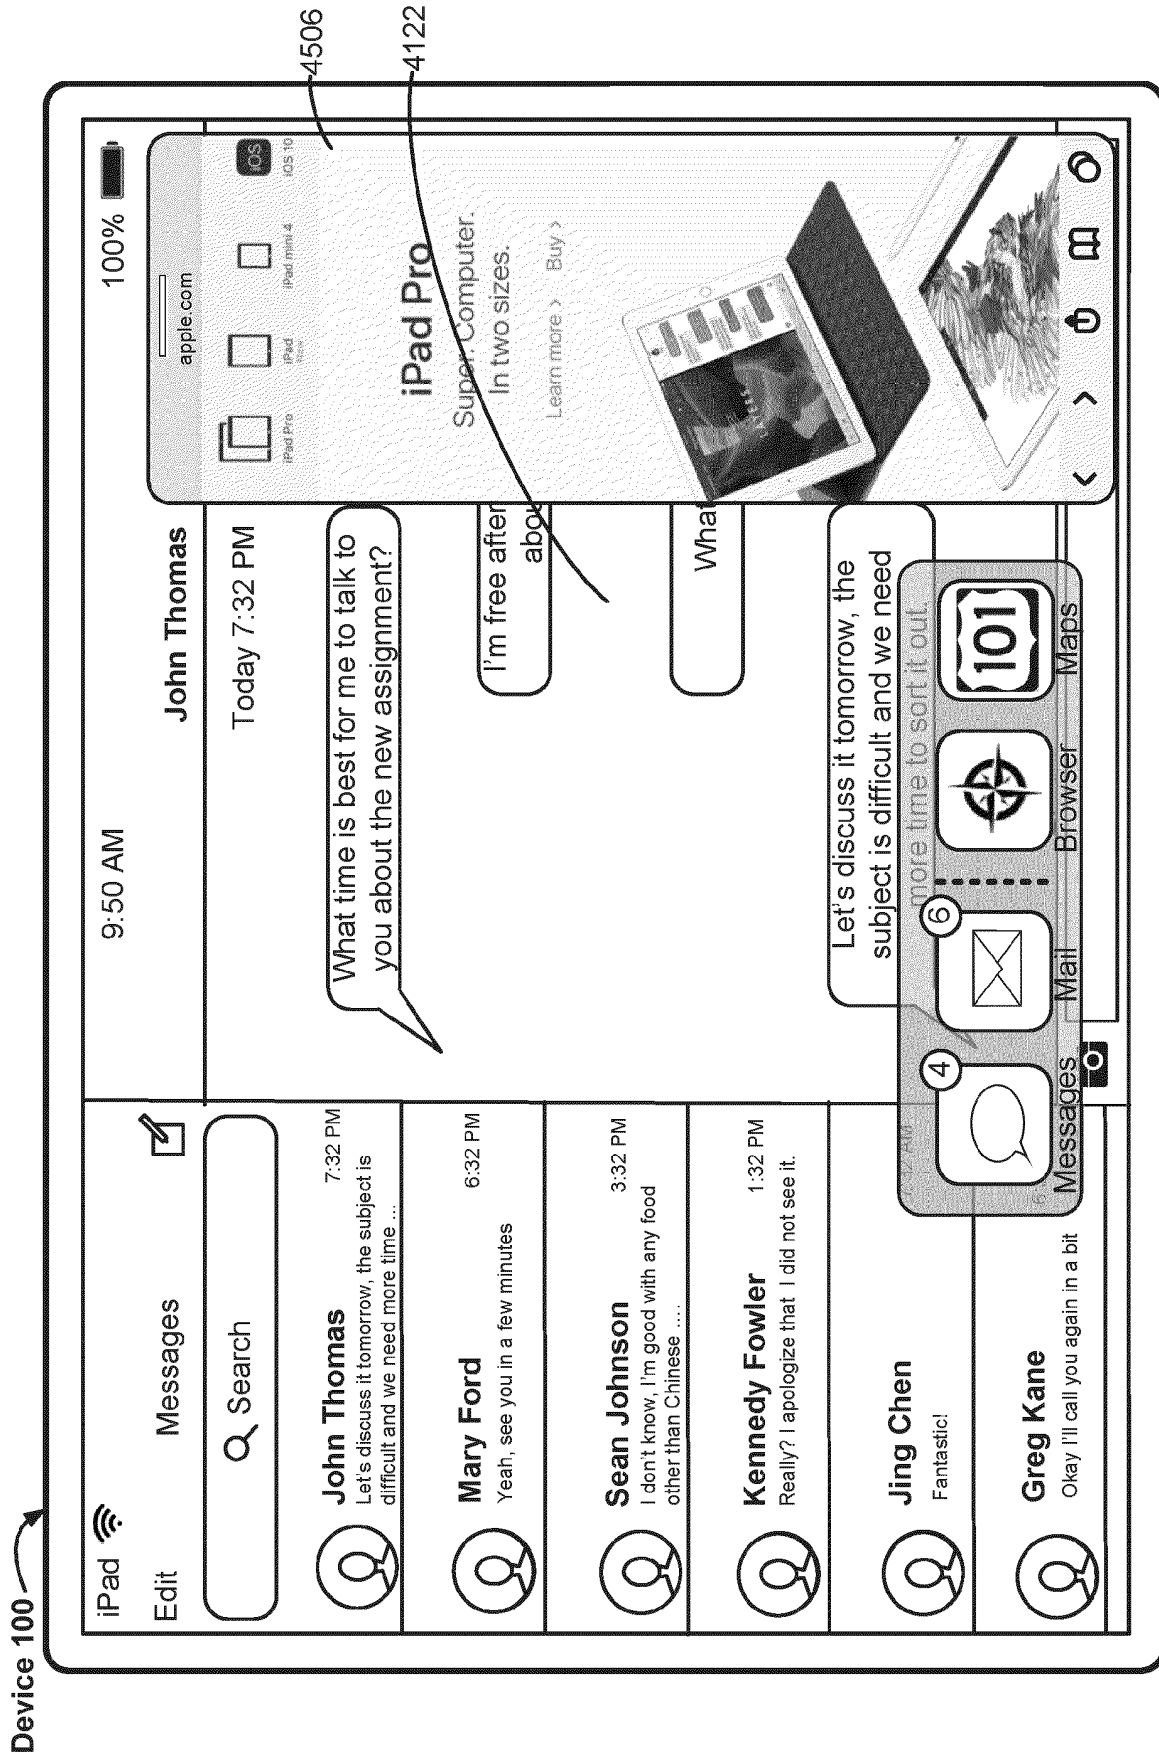 Device 100
4506
4122
iPad
9:50 AM
100%
Edit
Messages
John Thomas
Search
John Thomas
7:32 PM
Let's discuss it tomorrow, the subject is
difficult and we need more time ...
Mary Ford
6:32 PM
Yeah, see you in a few minutes
Sean Johnson
3:32 PM
I don't know, I'm good with any food
other than Chinese ....
Kennedy Fowler
1:32 PM
Really? I apologize that I did not see it.
Jing Chen
Fantastic!
Greg Kane
Okay I'll call you again in a bit
Today 7:32 PM
What time is best for me to talk to
you about the new assignment?
I'm free after
abou
What
Let's discuss it tomorrow, the
subject is difficult and we need
more time to sort it out.
apple.com
iPad Pro
iPad
iPad mini 4
iOS
iOS 10
iPad Pro
Super. Computer.
In two sizes.
Learn more >
Buy >
4
6
101
Messages
Mail
Browser
Maps